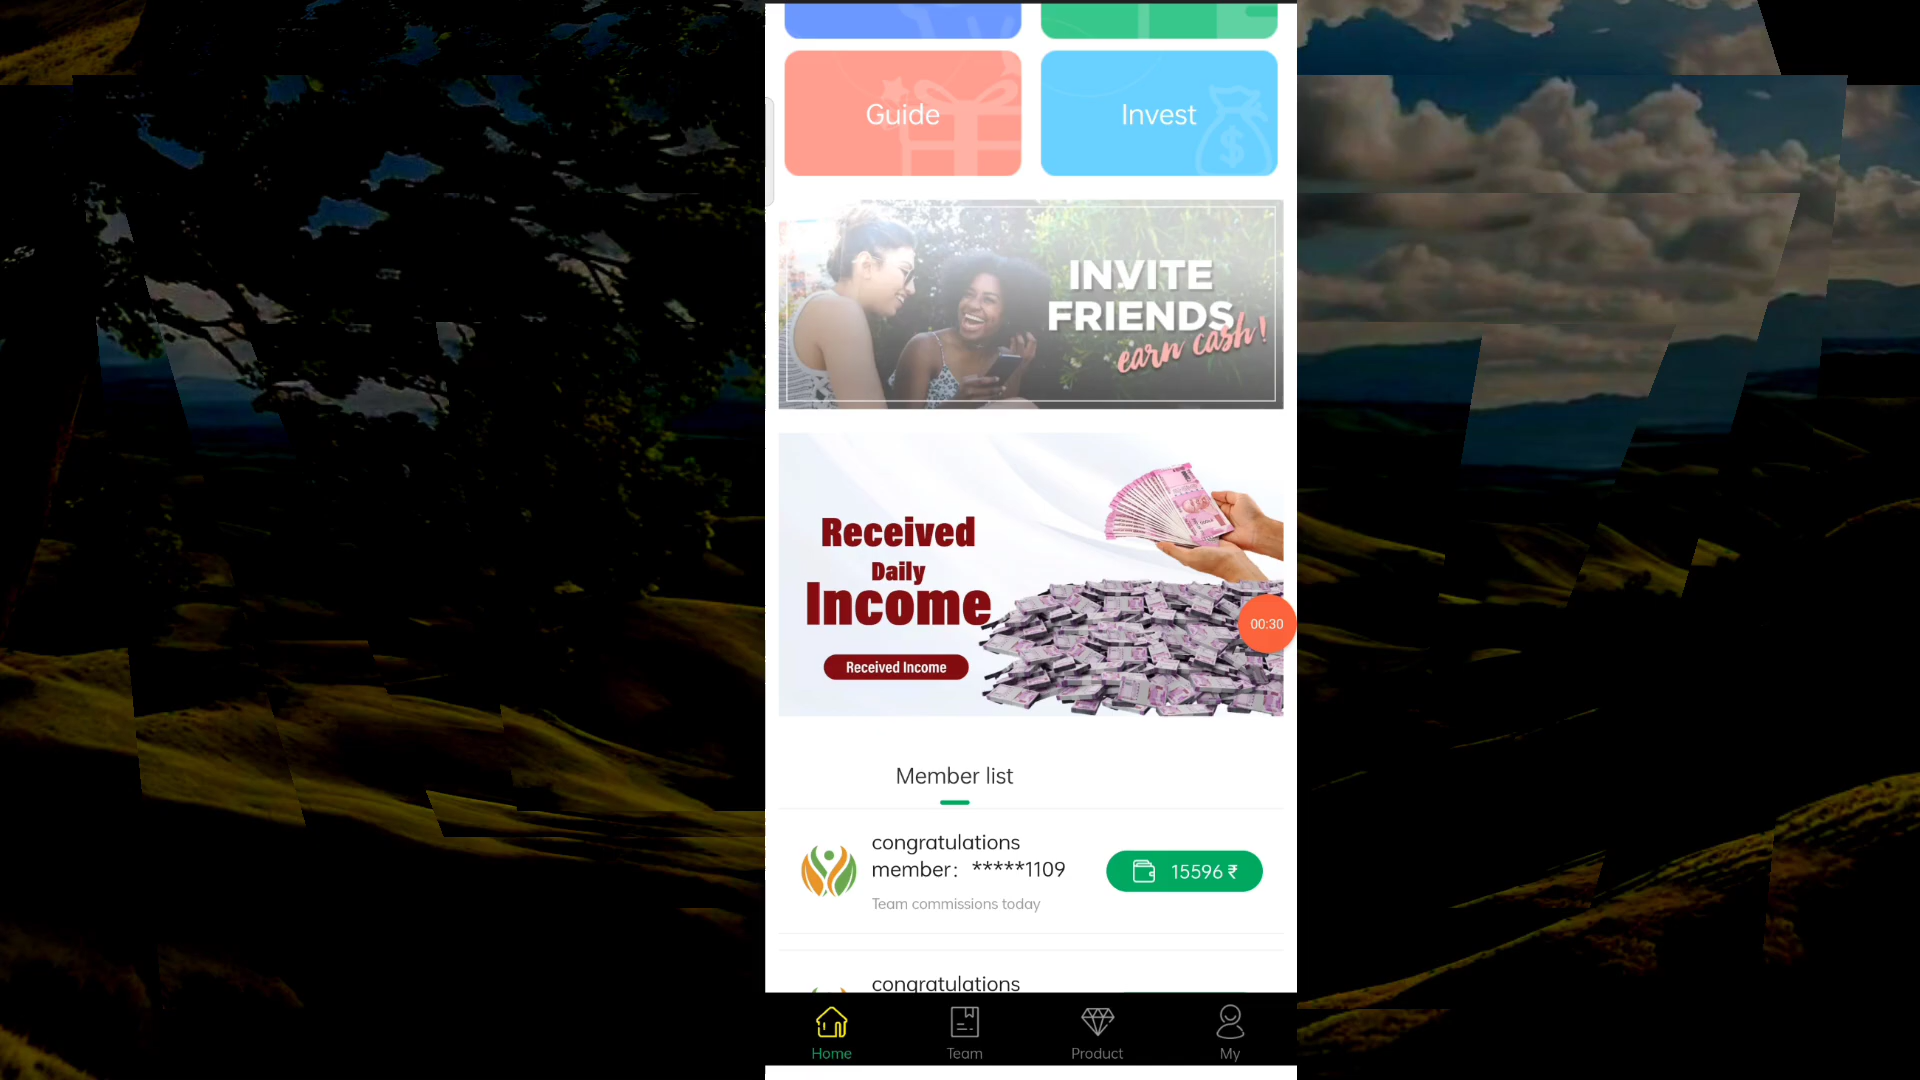 Guide
Invest
INVITE
FRIENDS
earn cash!
Received
Daily
Income
Received Income
00:30
Member list
congratulations
member: *****1109
15596 ₹
Team commissions today
congratulations
Home
Team
Product
My